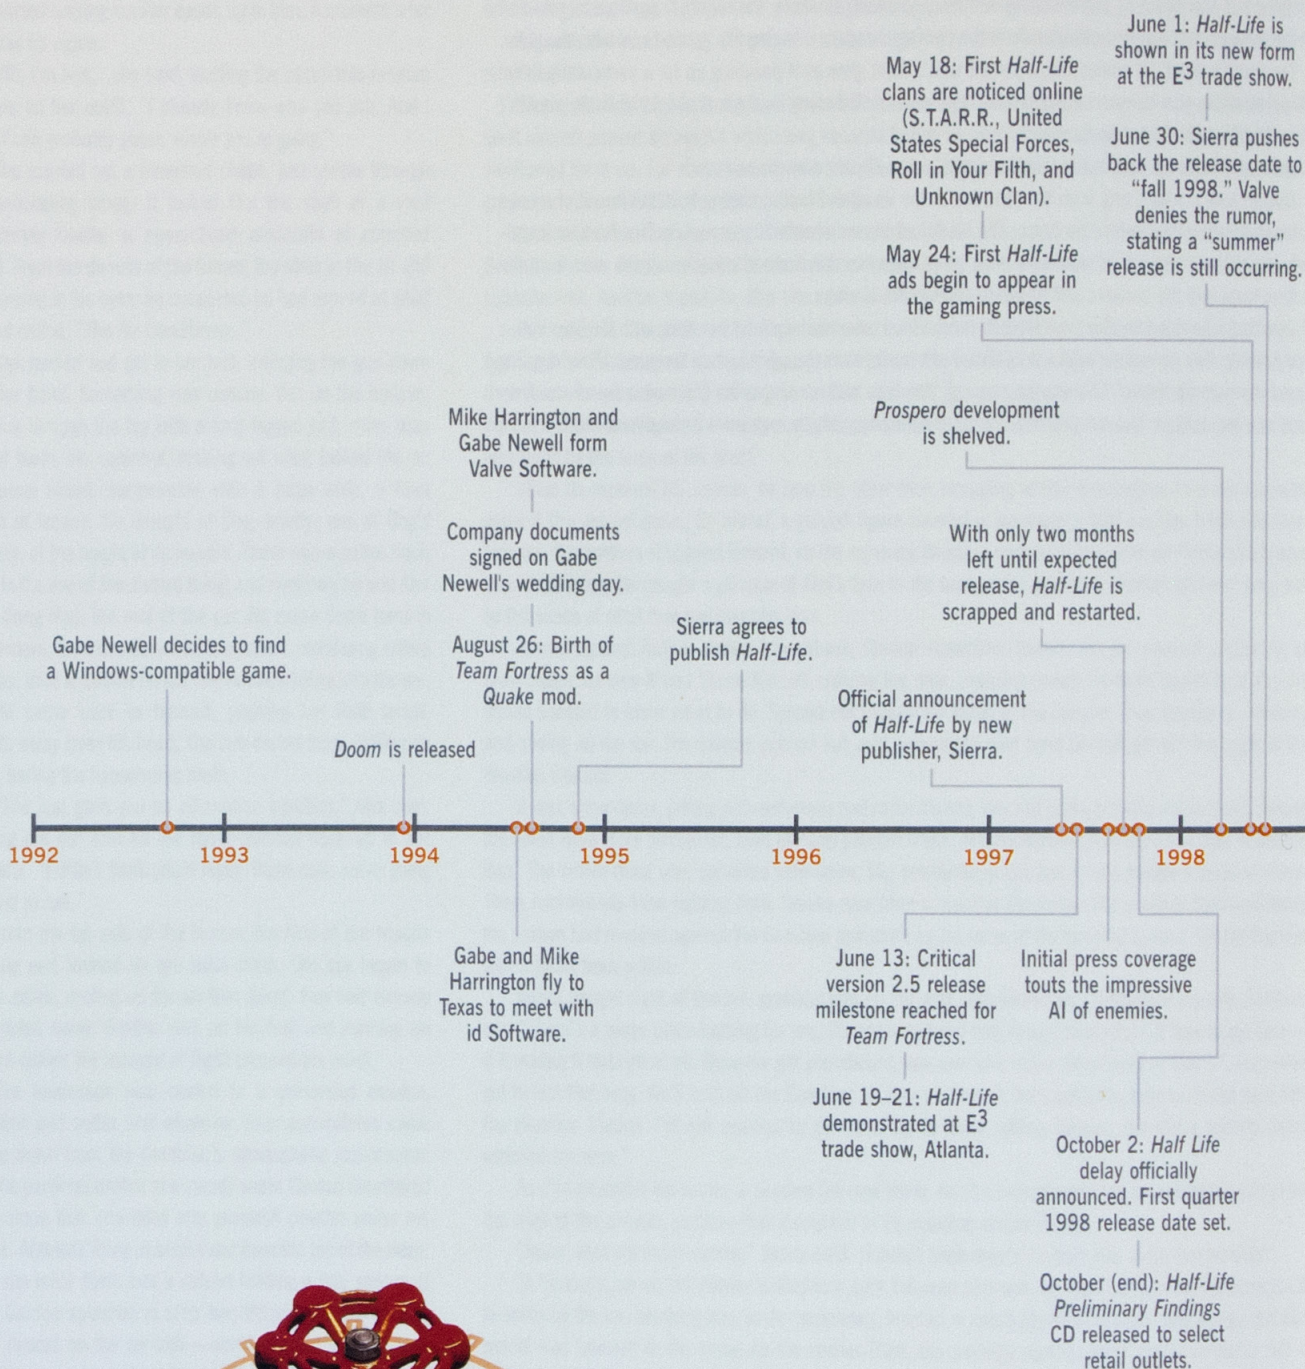 June 1: Half-Life is
shown in its new form
at the E3 trade show.
May 18: First Half-Life
clans are noticed online
(S.T.A.R.R., United
States Special Forces,
Roll in Your Filth, and
Unknown Clan).
June 30: Sierra pushes
back the release date to
“fall 1998.” Valve
denies the rumor,
stating a “summer”
release is still occurring.
May 24: First Half-Life
ads begin to appear in
the gaming press.
Prospero development
is shelved.
Mike Harrington and
Gabe Newell form
Valve Software.
Company documents
signed on Gabe
Newell's wedding day.
With only two months
left until expected
release, Half-Life is
scrapped and restarted.
Gabe Newell decides to find
a Windows-compatible game.
August 26: Birth of
Team Fortress as a
Quake mod.
Sierra agrees to
publish Half-Life.
Official announcement
of Half-Life by new
publisher, Sierra.
Doom is released
1992
1993
1994
1995
1996
1997
1998
Gabe and Mike
Harrington fly to
Texas to meet with
id Software.
June 13: Critical
version 2.5 release
milestone reached for
Team Fortress.
Initial press coverage
touts the impressive
AI of enemies.
June 19–21: Half-Life
demonstrated at E3
trade show, Atlanta.
October 2: Half Life
delay officially
announced. First quarter
1998 release date set.
October (end): Half-Life
Preliminary Findings
CD released to select
retail outlets.